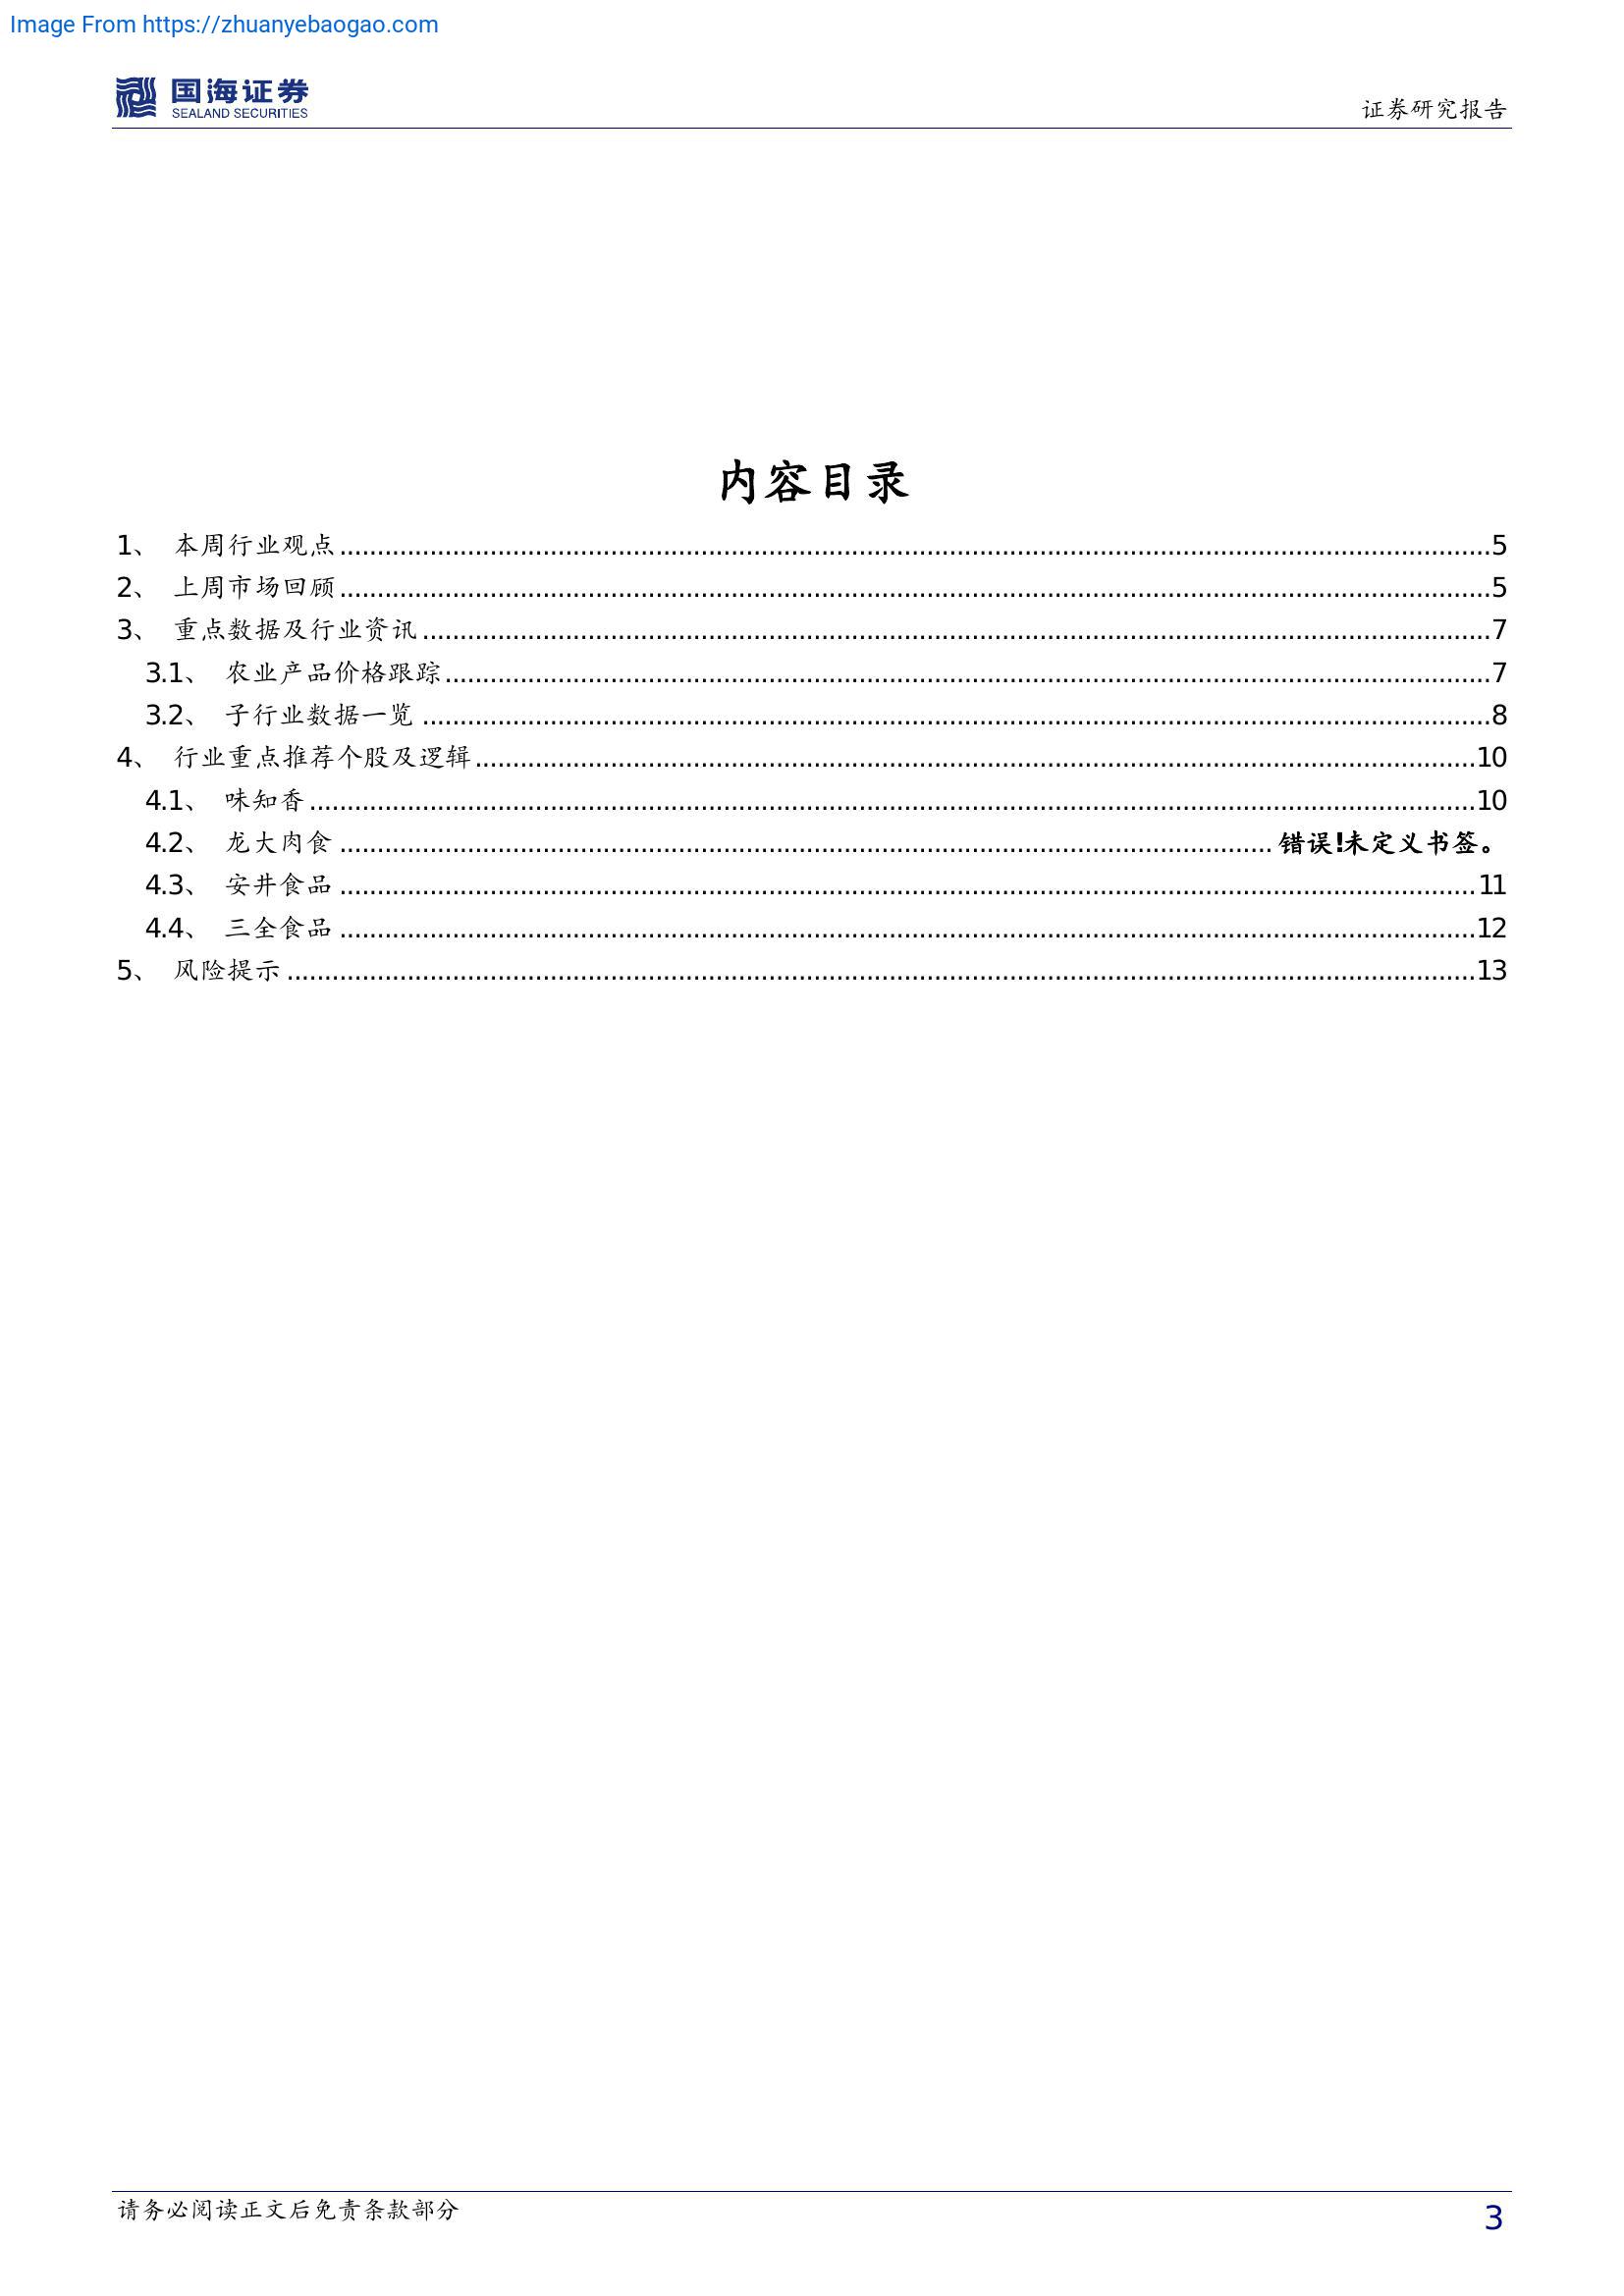 Image From https://zhuanyebaogao.com
国海证券
SEALAND SECURITIES
证券研究报告
内容目录
1、 本周行业观点........................................5
2、 上周市场回顾........................................5
3、 重点数据及行业资讯........................................7
3.1、 农业产品价格跟踪........................................7
3.2、 子行业数据一览........................................8
4、 行业重点推荐个股及逻辑........................................10
4.1、 味知香........................................10
4.2、 龙大肉食........................................错误!未定义书签。
4.3、 安井食品........................................11
4.4、 三全食品........................................12
5、 风险提示........................................13
请务必阅读正文后免责条款部分
3